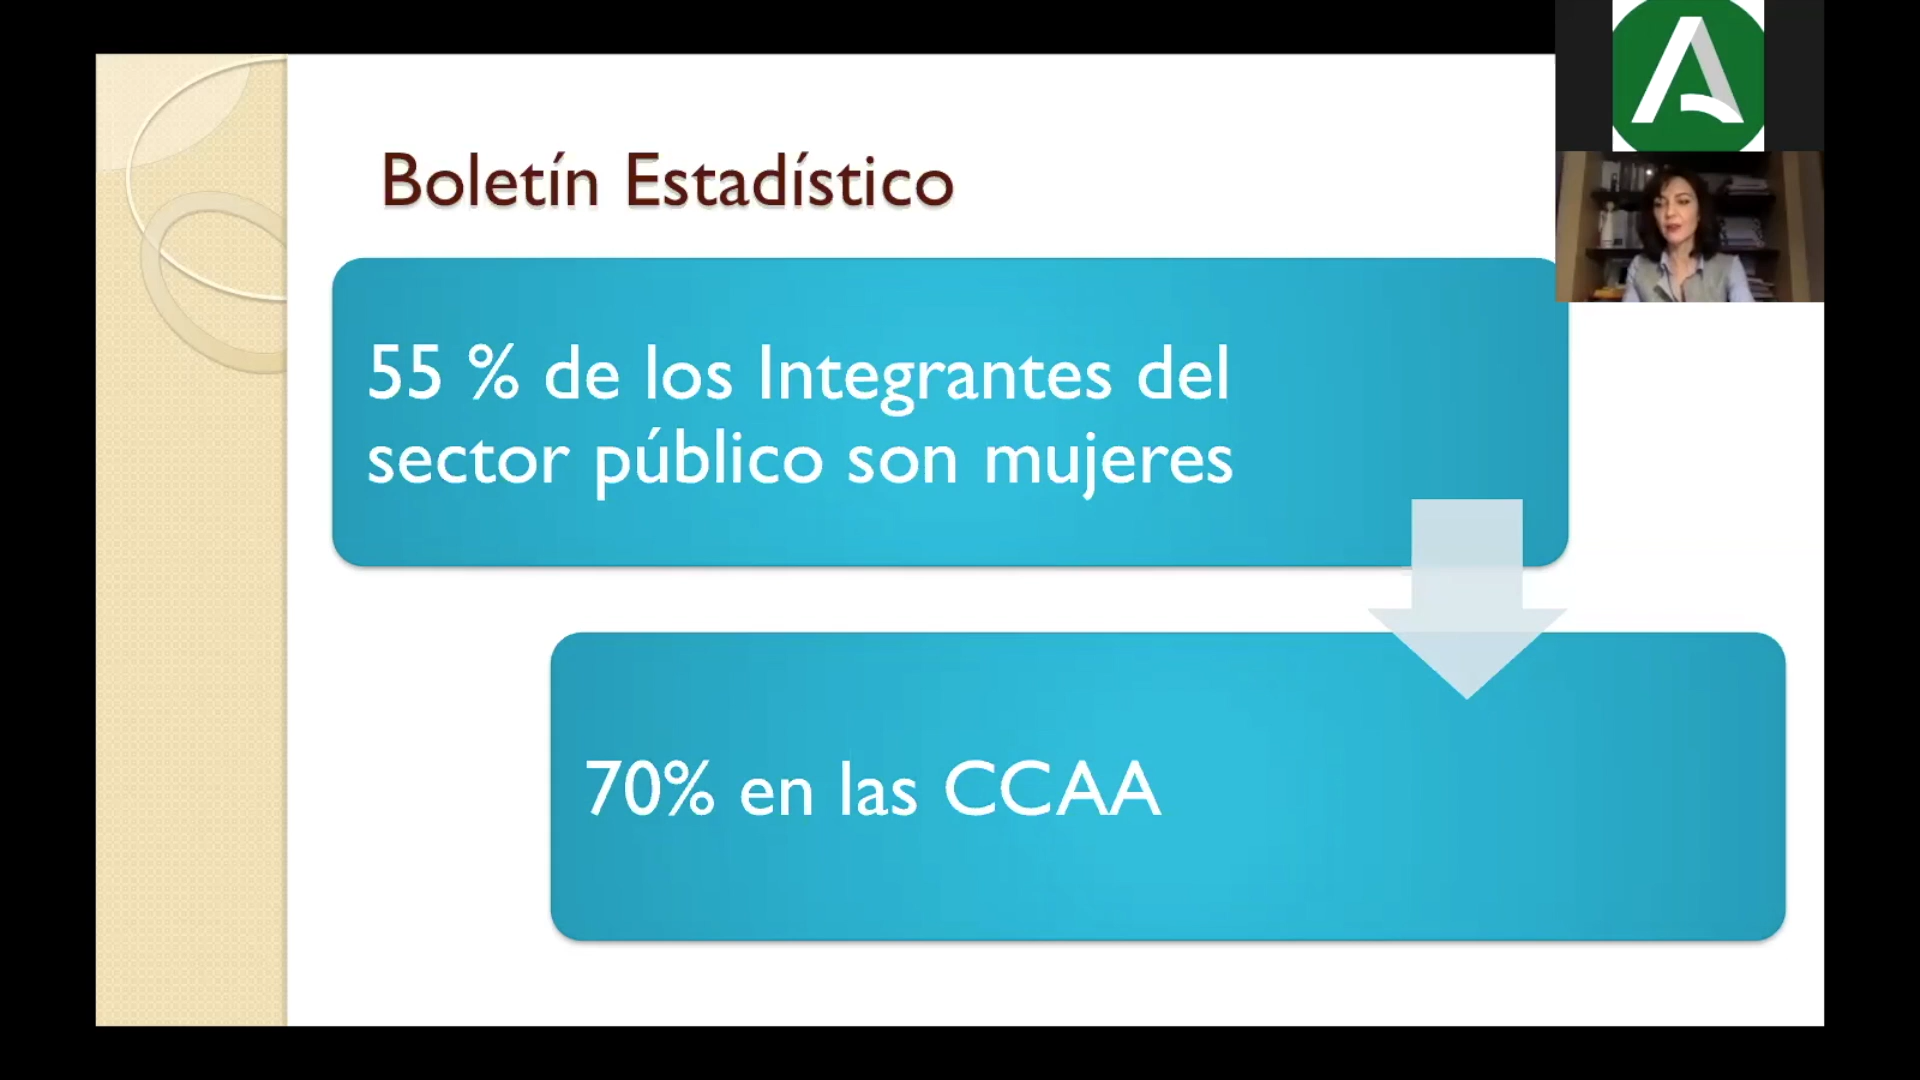 Boletín Estadístico
55 % de los Integrantes del
sector público son mujeres
70% en las CCAA